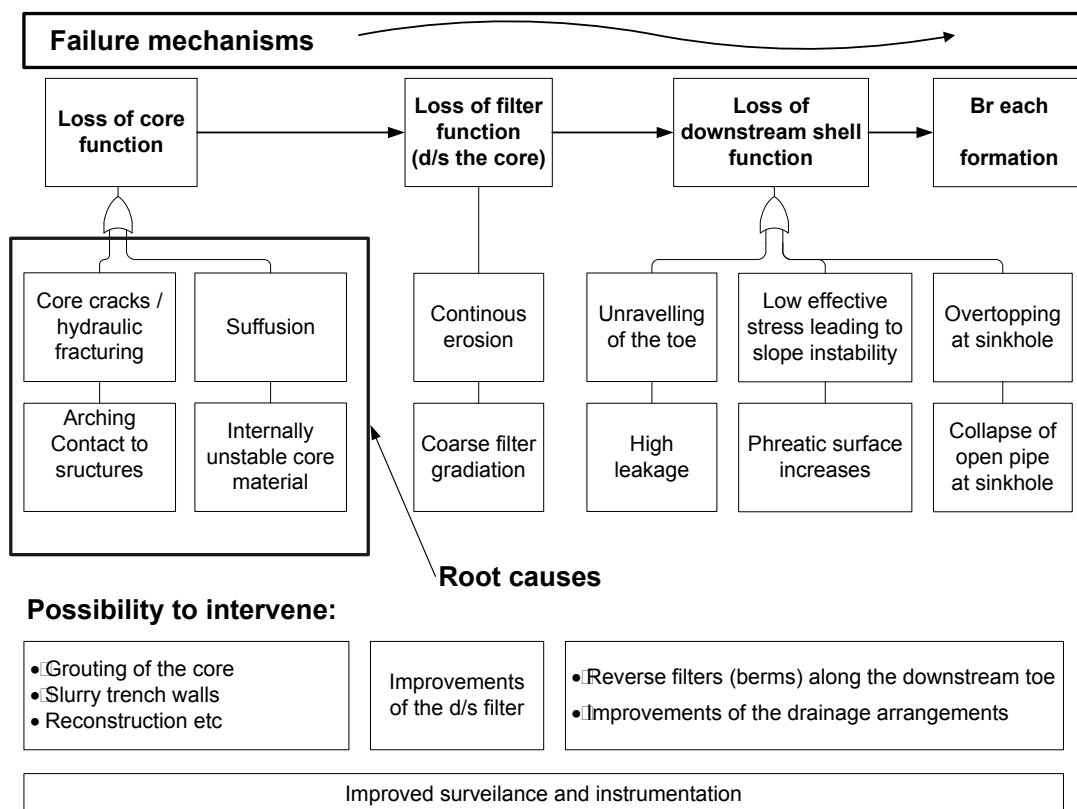 Failure mechanisms
Loss of core
function
Loss of filter
function
(d/s the core)
Loss of
downstream shell
function
Br each
formation
Core cracks /
hydraulic
fracturing
Suffusion
Continous
erosion
Unravelling
of the toe
Low effective
stress leading to
slope instability
Overtopping
at sinkhole
Arching
Contact to
sructures
Internally
unstable core
material
Coarse filter
gradiation
High
leakage
Phreatic surface
increases
Collapse of
open pipe
at sinkhole
Root causes
Possibility to intervene:
• Grouting of the core
• Slurry trench walls
• Reconstruction etc
Improvements
of the d/s filter
• Reverse filters (berms) along the downstream toe
• Improvements of the drainage arrangements
Improved surveilance and instrumentation